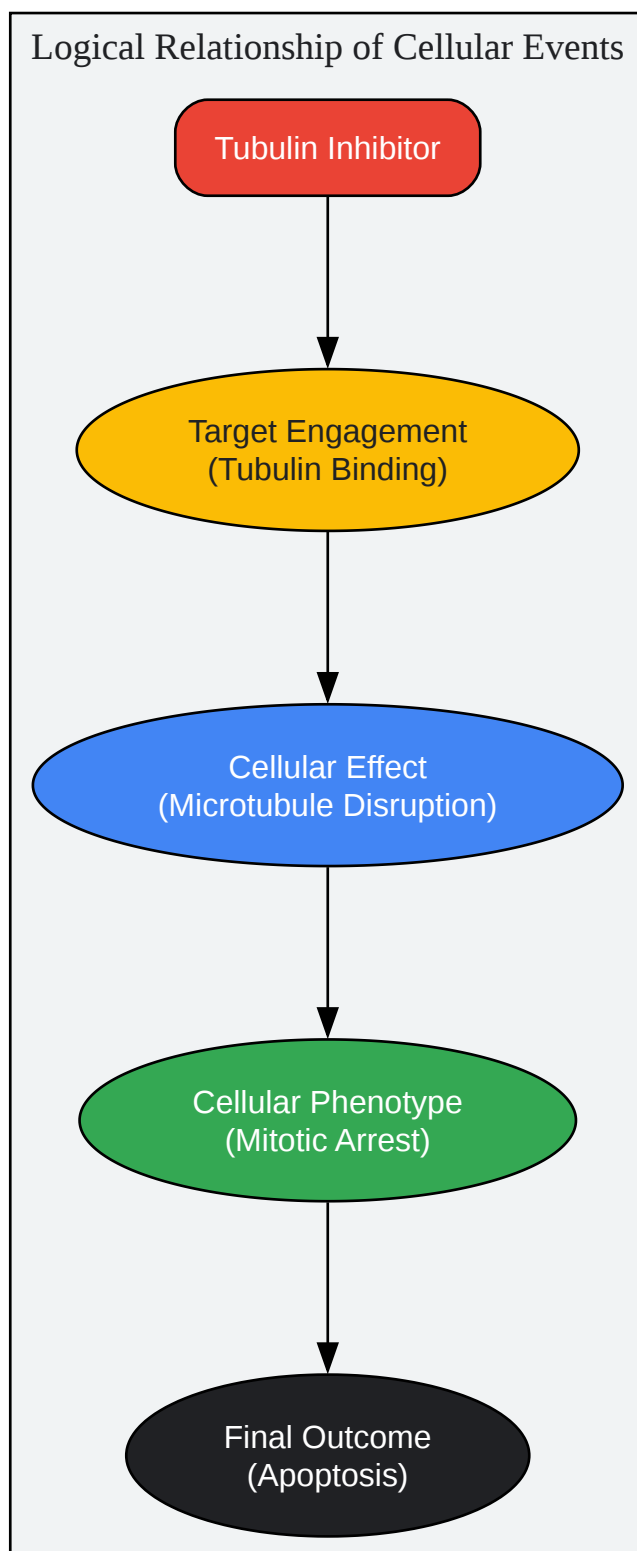 Logical Relationship of Cellular Events
Tubulin Inhibitor
Target Engagement
(Tubulin Binding)
Cellular Effect
(Microtubule Disruption)
Cellular Phenotype
(Mitotic Arrest)
Final Outcome
(Apoptosis)